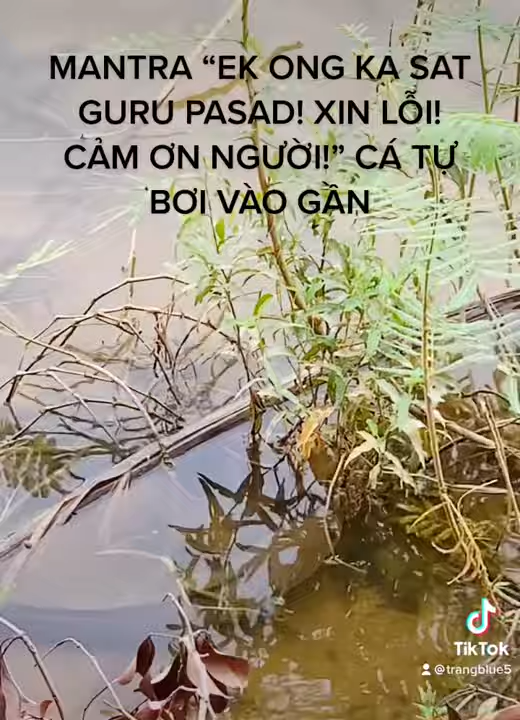 MANTRA “EK ONG KA SAT
GURU PASAD! XIN LỖI!
CẢM ƠN NGƯỜI!” CÁ TỰ
BƠI VÀO GẦN
TikTok
@trangblue5